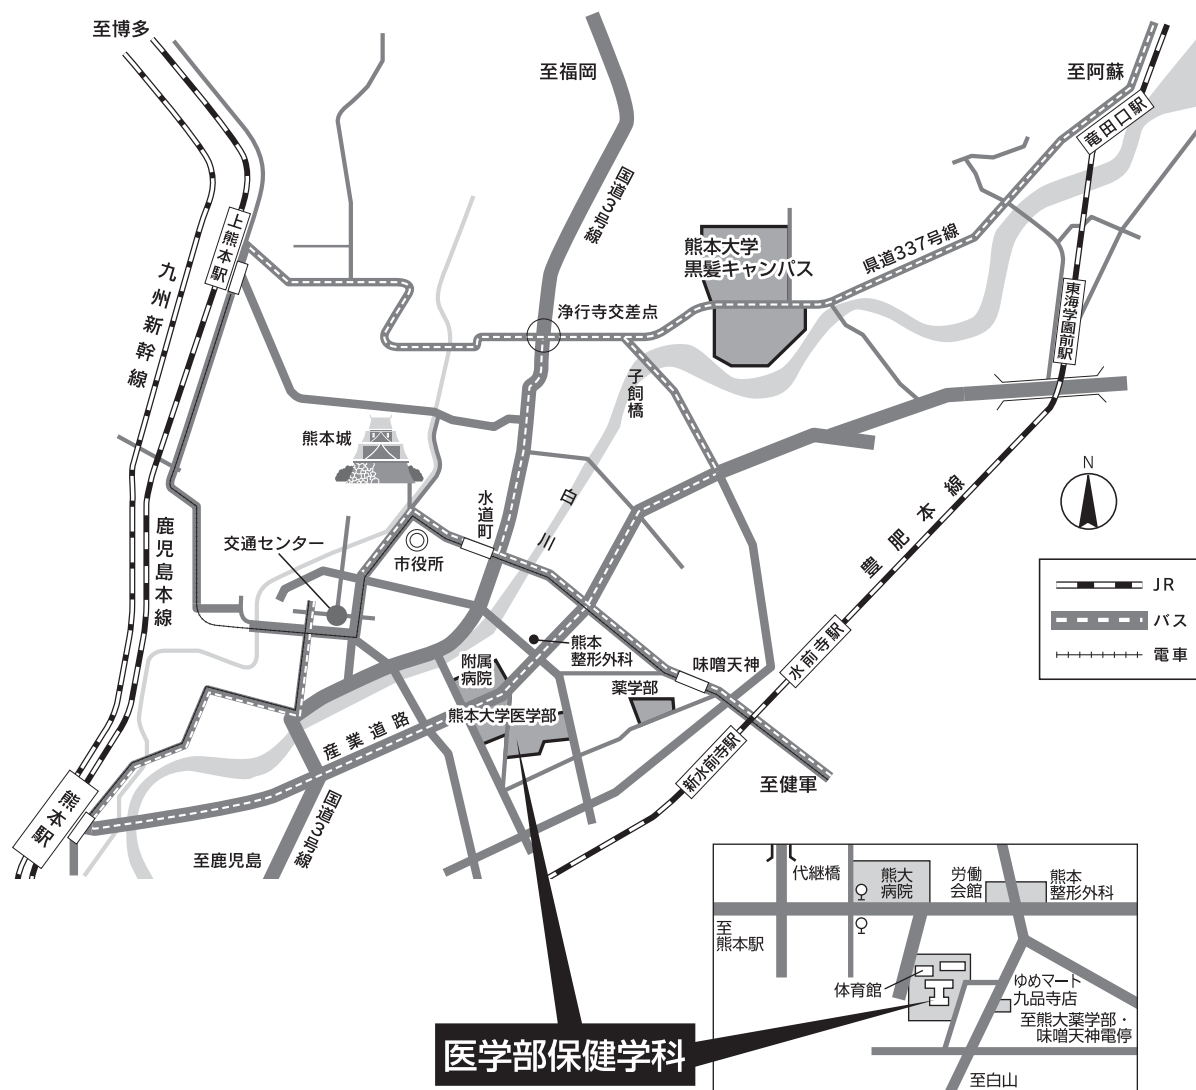 至博多
至福岡
至阿蘇
竜田口駅
国道3号線
上熊本駅
熊本大学
黒髪キャンパス
県道337号線
九州新幹線
浄行寺交差点
東海学園前駅
子飼橋
熊本城
N
白川
水道町
豊肥本線
鹿児島本線
交通センター
市役所
JR
バス
電車
熊本
整形外科
水前寺駅
附属
病院
味噌天神
薬学部
熊本大学医学部
産業道路
新水前寺駅
至健軍
熊本駅
国道3号線
至鹿児島
代継橋
熊大
病院
労働
会館
熊本
整形外科
至
熊本駅
体育館
ゆめマート
九品寺店
至熊大薬学部・
味噌天神電停
医学部保健学科
至白山